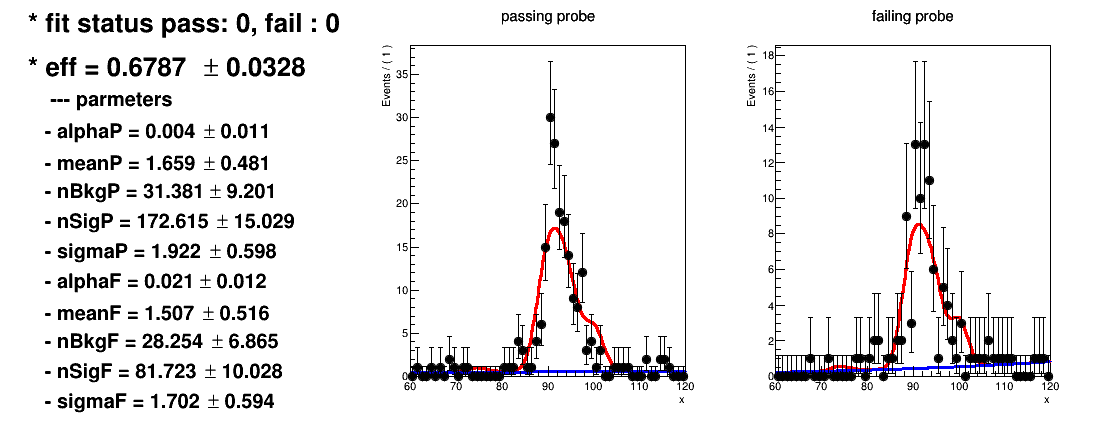 * fit status pass: 0, fail : 0
* eff = 0.6787 ± 0.0328
--- parmeters
- alphaP = 0.004 ± 0.011
- meanP = 1.659 ± 0.481
- nBkgP = 31.381 ± 9.201
- nSigP = 172.615 ± 15.029
- sigmaP = 1.922 ± 0.598
- alphaF = 0.021 ± 0.012
- meanF = 1.507 ± 0.516
- nBkgF = 28.254 ± 6.865
- nSigF = 81.723 ± 10.028
- sigmaF = 1.702 ± 0.594
passing probe
Events / ( 1 )
35
30
25
20
15
10
5
0
60 70 80 90 100 110 120
x
failing probe
Events / ( 1 )
18
16
14
12
10
8
6
4
2
0
60 70 80 90 100 110 120
x